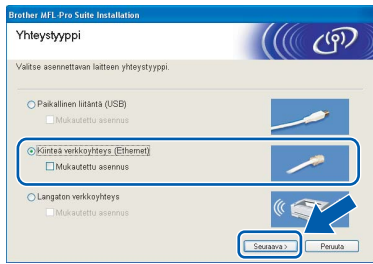 Brother MFL-Pro Suite Installation
Yhteystyyppi
Valitse asennettavan laitteen yhteystyyppi.
Paikallinen liitäntä (USB)
Mukautettu asennus
Kiinteä verkkoyhteys (Ethernet)
Mukautettu asennus
Langaton verkkoyhteys
Mukautettu asennus
Seuraava >
Peruuta